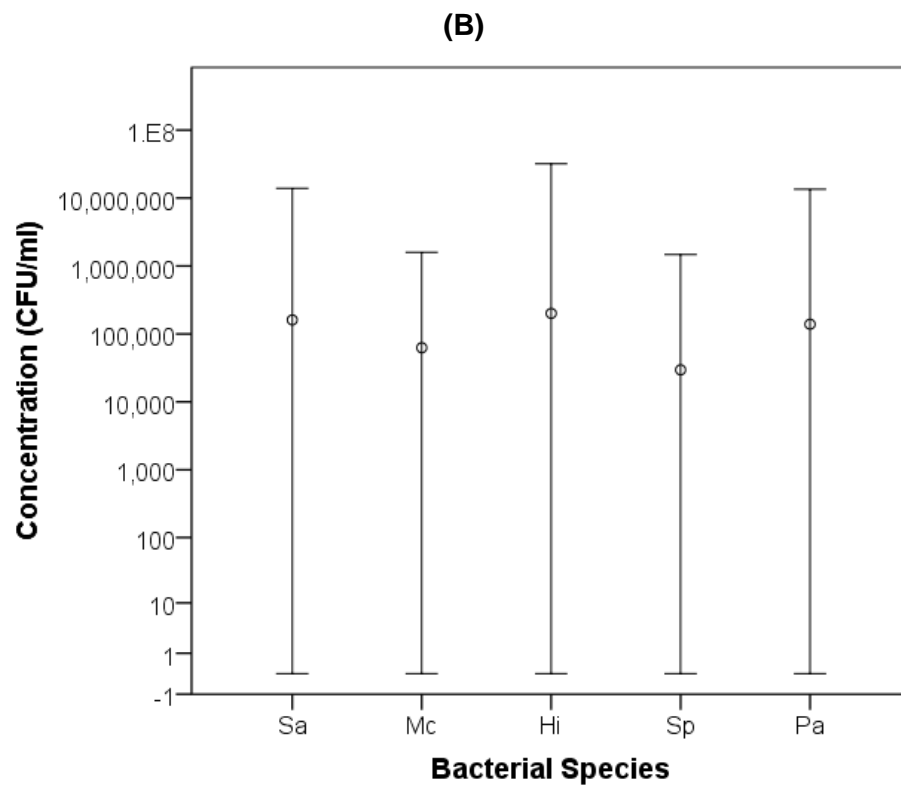 (B)
Concentration (CFU/ml)
1.E8
10,000,000
1,000,000
100,000
10,000
1,000
100
10
1
-1
Sa Mc Hi Sp Pa
Bacterial Species